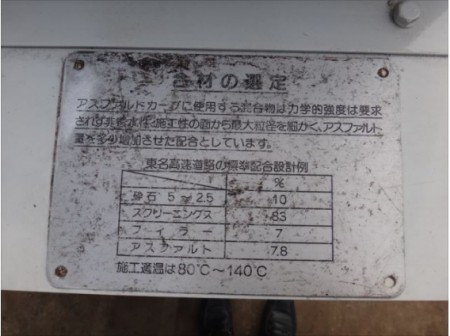 合材の選定
アスファルトカーブに使用する混合物は力学的強度は要求
されず耐水性、施工性の面から最大粒径を細かく、アスファルト
量を多少増加させた配合としています。
東名高速道路の標準配合設計例
%
砕石 5~2.5 10
スクリーニングス 83
フィラー 7
アスファルト 7.8
施工適温は80℃~140℃